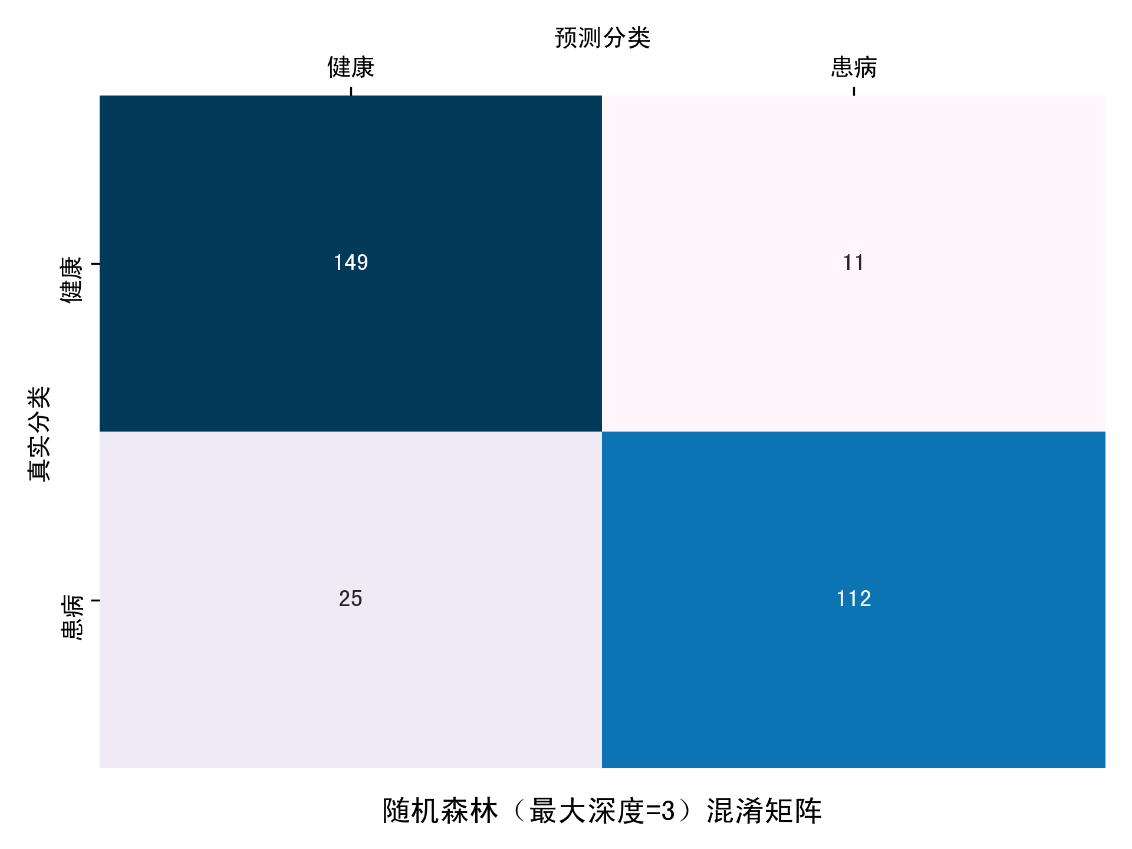 预测分类
健康
患病
真实分类
健康
149
11
患病
25
112
随机森林（最大深度=3）混淆矩阵